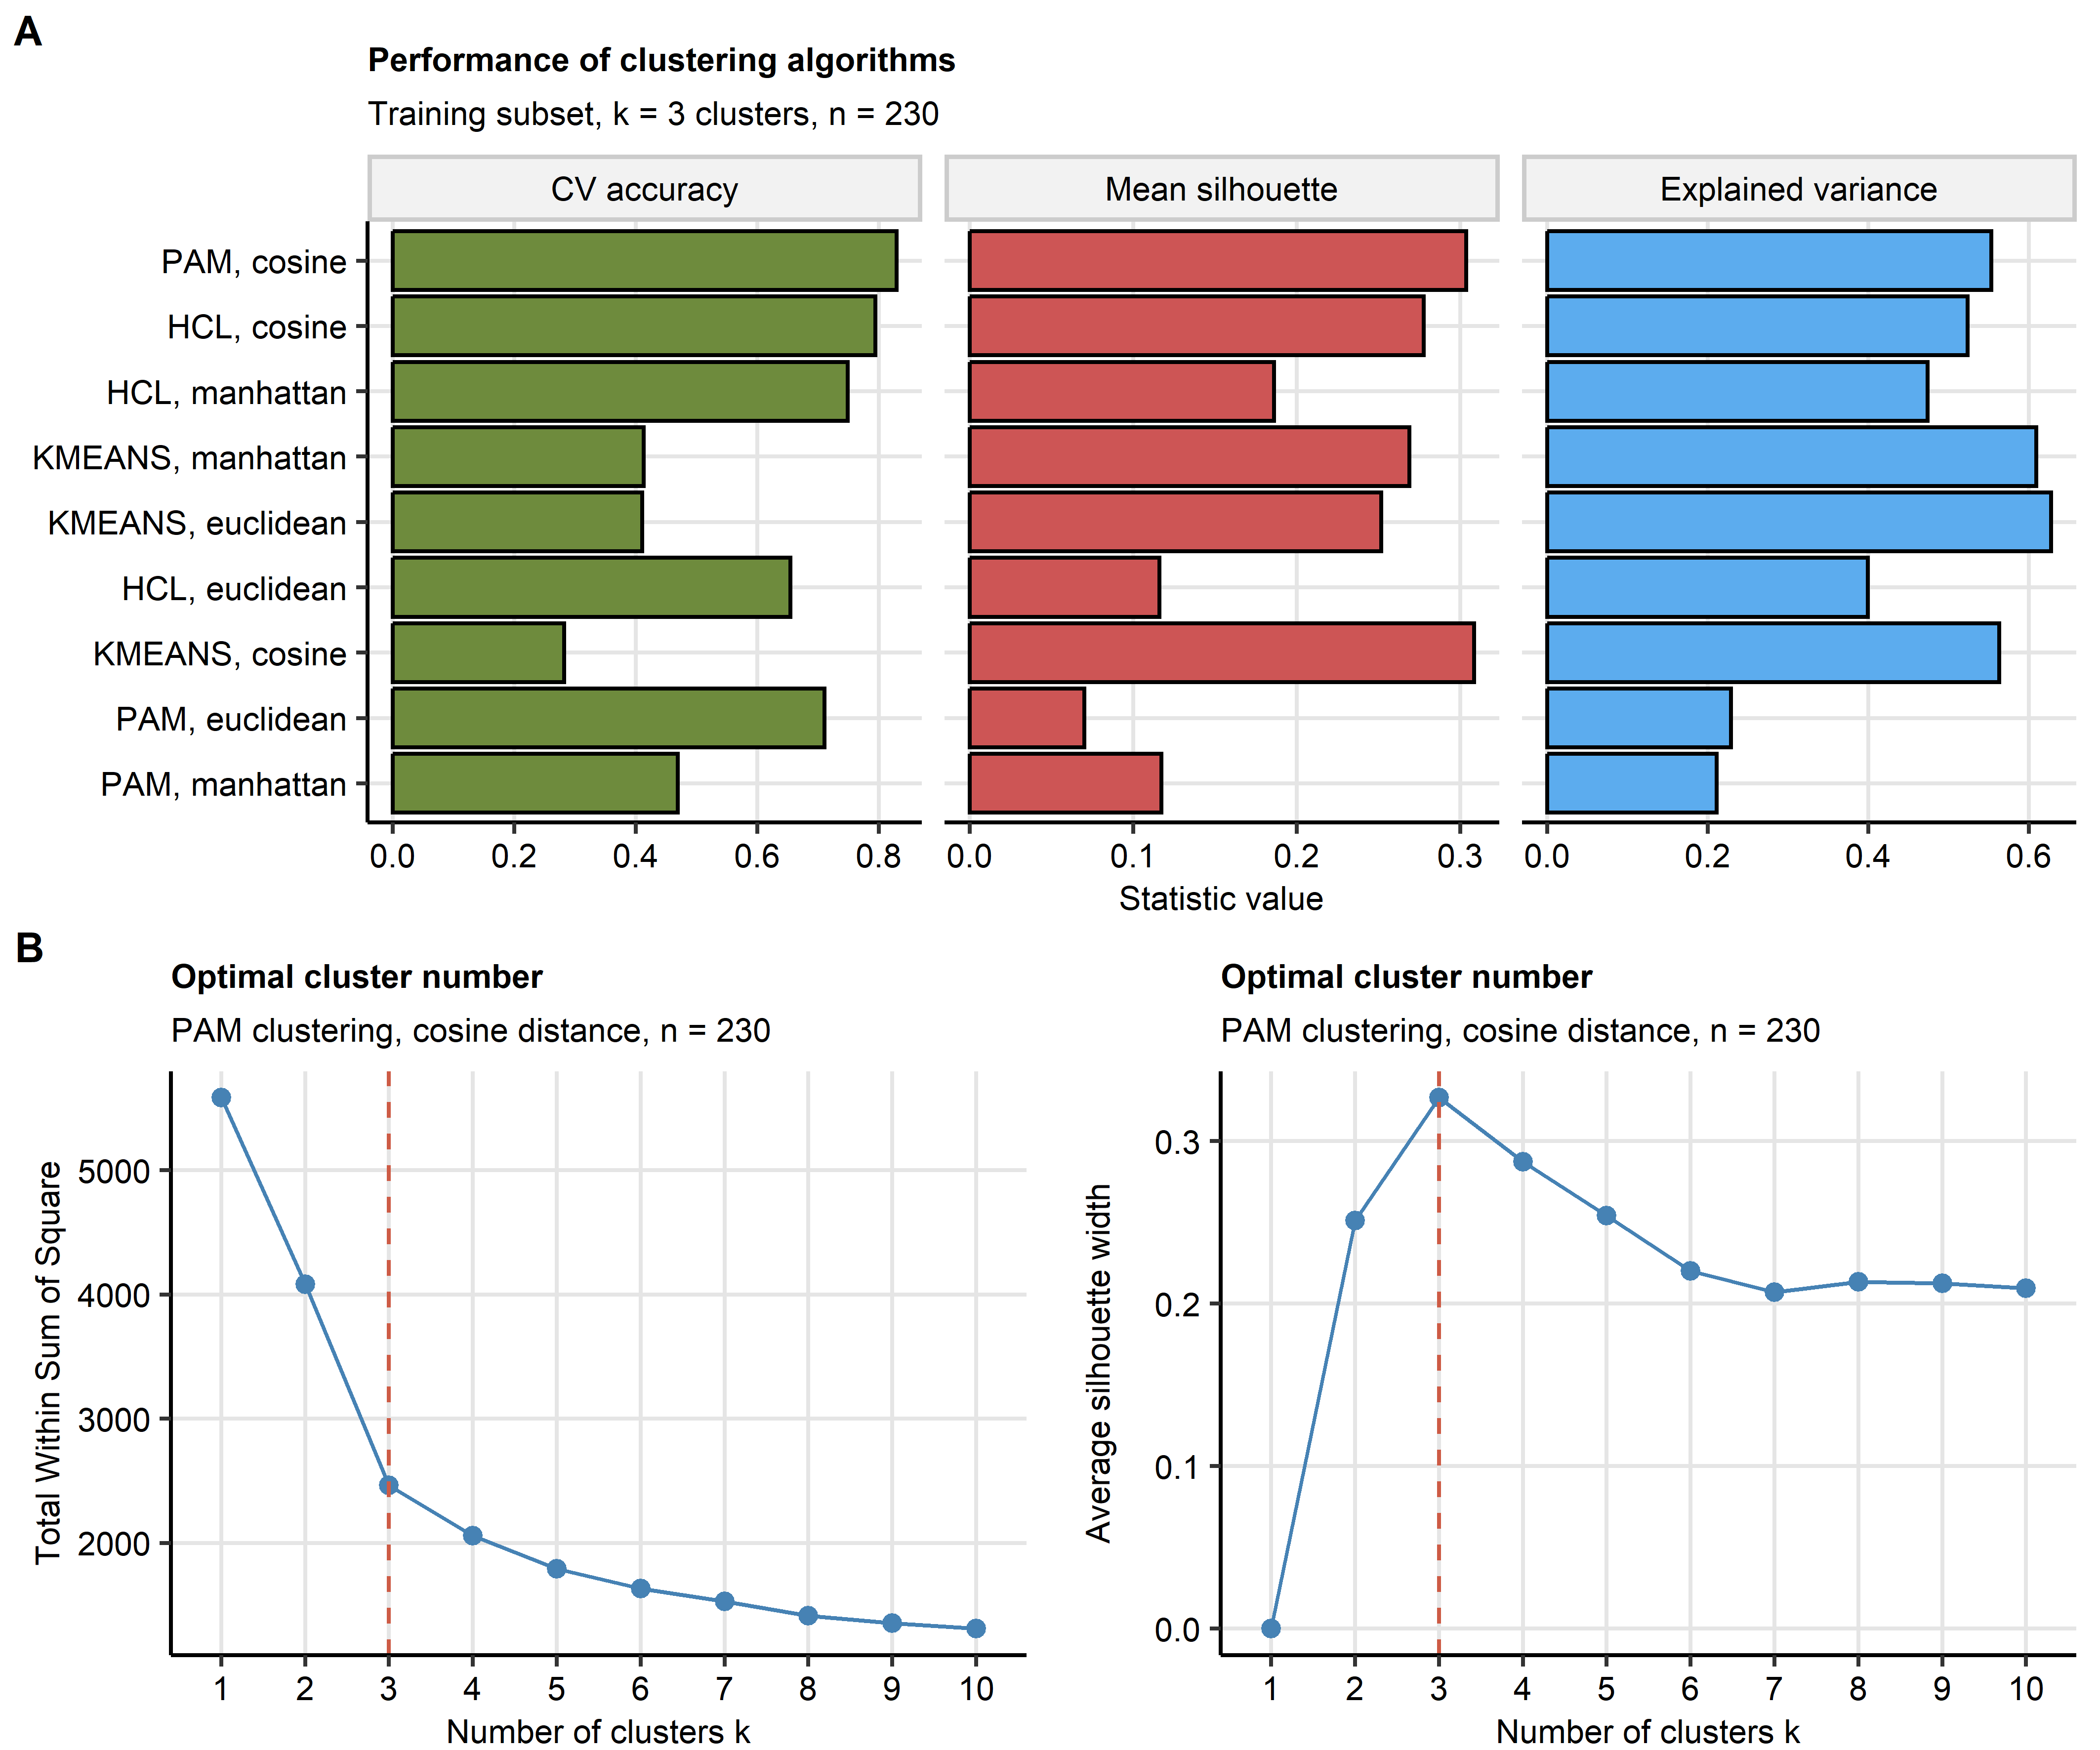 A
Performance of clustering algorithms
Training subset, k = 3 clusters, n = 230
CV accuracy
Mean silhouette
Explained variance
PAM, cosine
HCL, cosine
HCL, manhattan
KMEANS, manhattan
KMEANS, euclidean
HCL, euclidean
KMEANS, cosine
PAM, euclidean
PAM, manhattan
0.0 0.2 0.4 0.6 0.8
0.0 0.1 0.2 0.3
0.0 0.2 0.4 0.6
Statistic value
B
Optimal cluster number
PAM clustering, cosine distance, n = 230
Total Within Sum of Square
5000
4000
3000
2000
1 2 3 4 5 6 7 8 9 10
Number of clusters k
Optimal cluster number
PAM clustering, cosine distance, n = 230
Average silhouette width
0.3
0.2
0.1
0.0
1 2 3 4 5 6 7 8 9 10
Number of clusters k